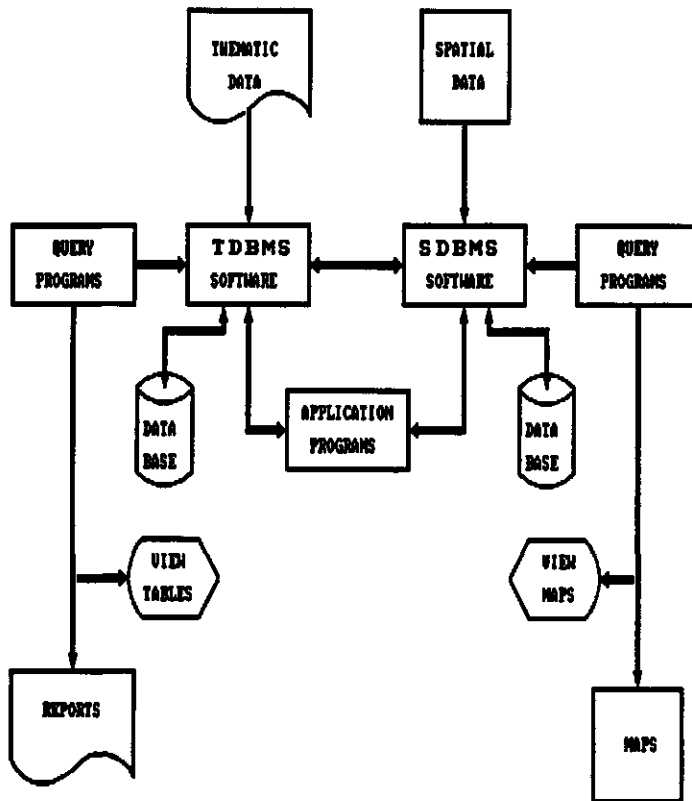 THEMATIC
DATA
SPATIAL
DATA
QUERY
PROGRAMS
TDBMS
SOFTWARE
SDBMS
SOFTWARE
QUERY
PROGRAMS
DATA
BASE
APPLICATION
PROGRAMS
DATA
BASE
VIEW
TABLES
VIEW
MAPS
REPORTS
MAPS